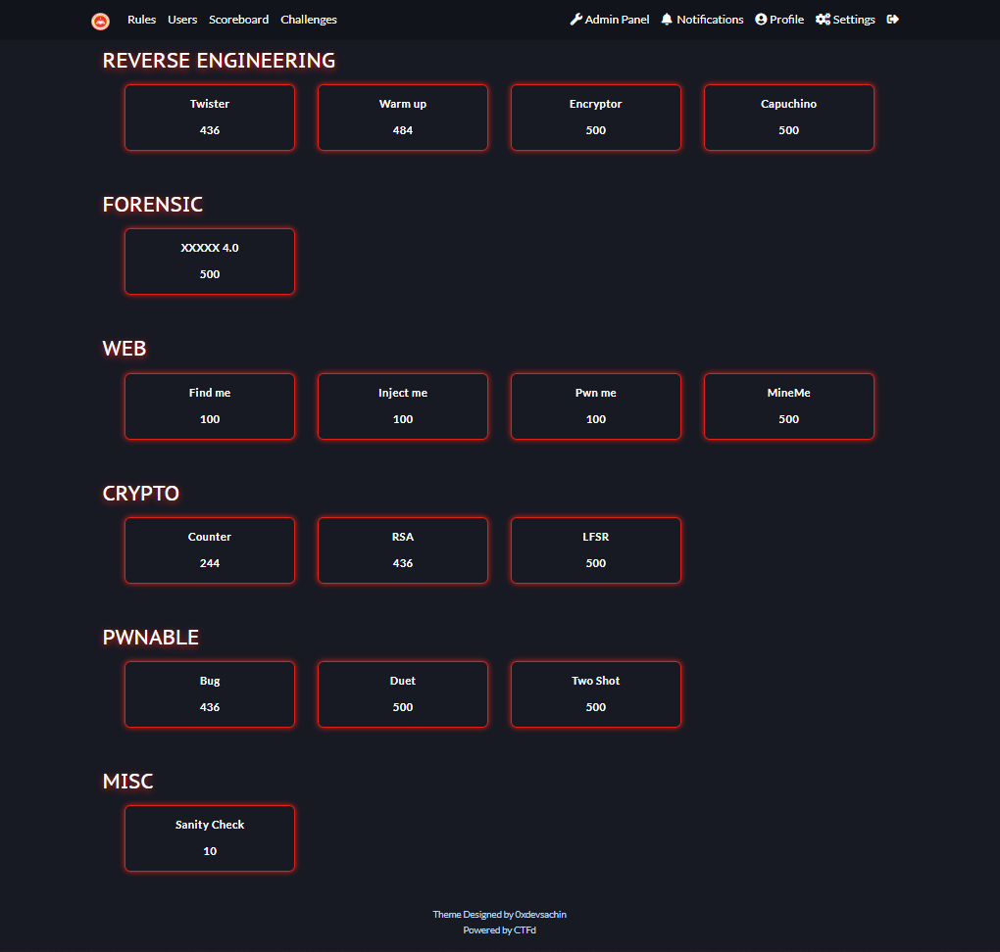 Rules Users Scoreboard Challenges Admin Panel Notifications Profile Settings
REVERSE ENGINEERING
Twister Warm up Encryptor Capuchino
436 484 500 500
FORENSIC
XXXXX 4.0
500
WEB
Find me Inject me Pwn me MineMe
100 100 100 500
CRYPTO
Counter RSA LFSR
244 436 500
PWNABLE
Bug Duet Two Shot
436 500 500
MISC
Sanity Check
10
Theme Designed by 0xdevsachin
Powered by CTFd